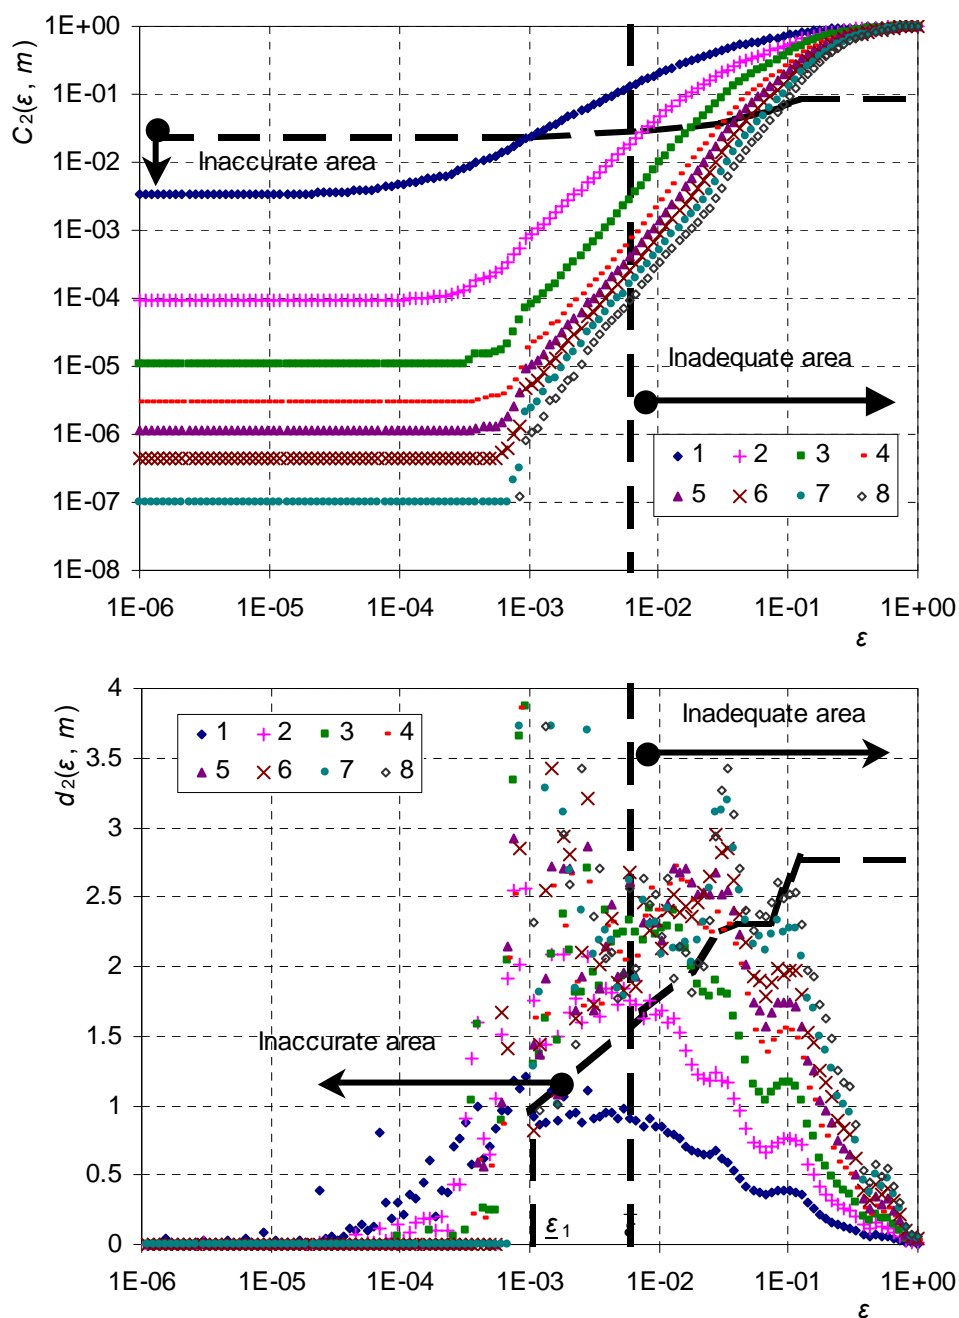 C2(ε, m)
1E+00
1E-01
1E-02
1E-03
1E-04
1E-05
1E-06
1E-07
1E-08
Inaccurate area
Inadequate area
1 2 3 4
5 6 7 8
1E-06 1E-05 1E-04 1E-03 1E-02 1E-01 1E+00
ε
d2(ε, m)
4
3.5
3
2.5
2
1.5
1
0.5
0
1 2 3 4
5 6 7 8
Inadequate area
Inaccurate area
ε1
1E-06 1E-05 1E-04 1E-03 1E-02 1E-01 1E+00
ε